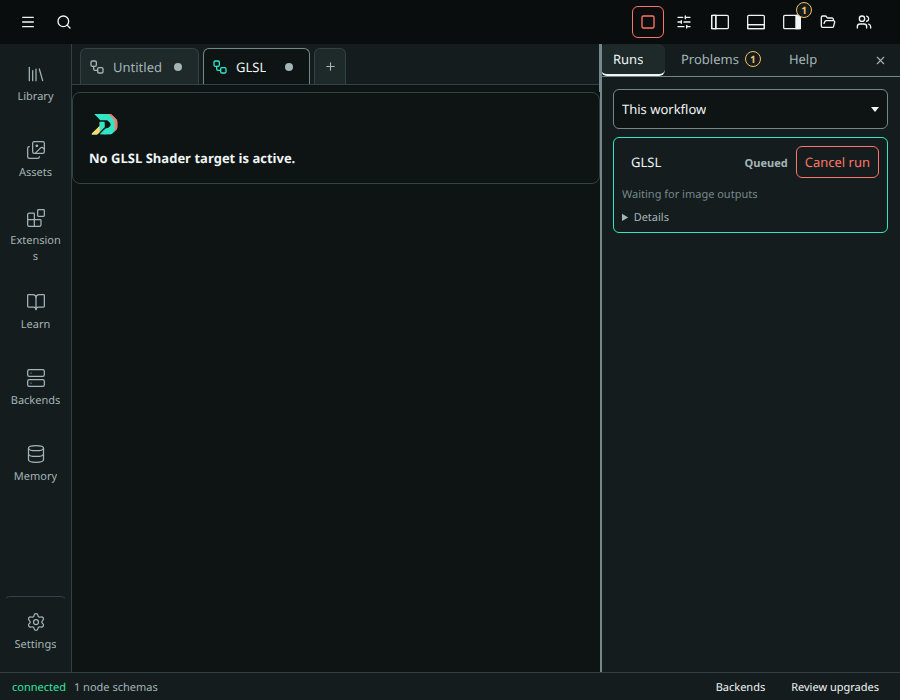 1
Library
Assets
Extension
s
Learn
Backends
Memory
Settings
Untitled
GLSL
No GLSL Shader target is active.
Runs
Problems 1
Help
This workflow
GLSL
Queued
Cancel run
Waiting for image outputs
Details
connected
1 node schemas
Backends
Review upgrades